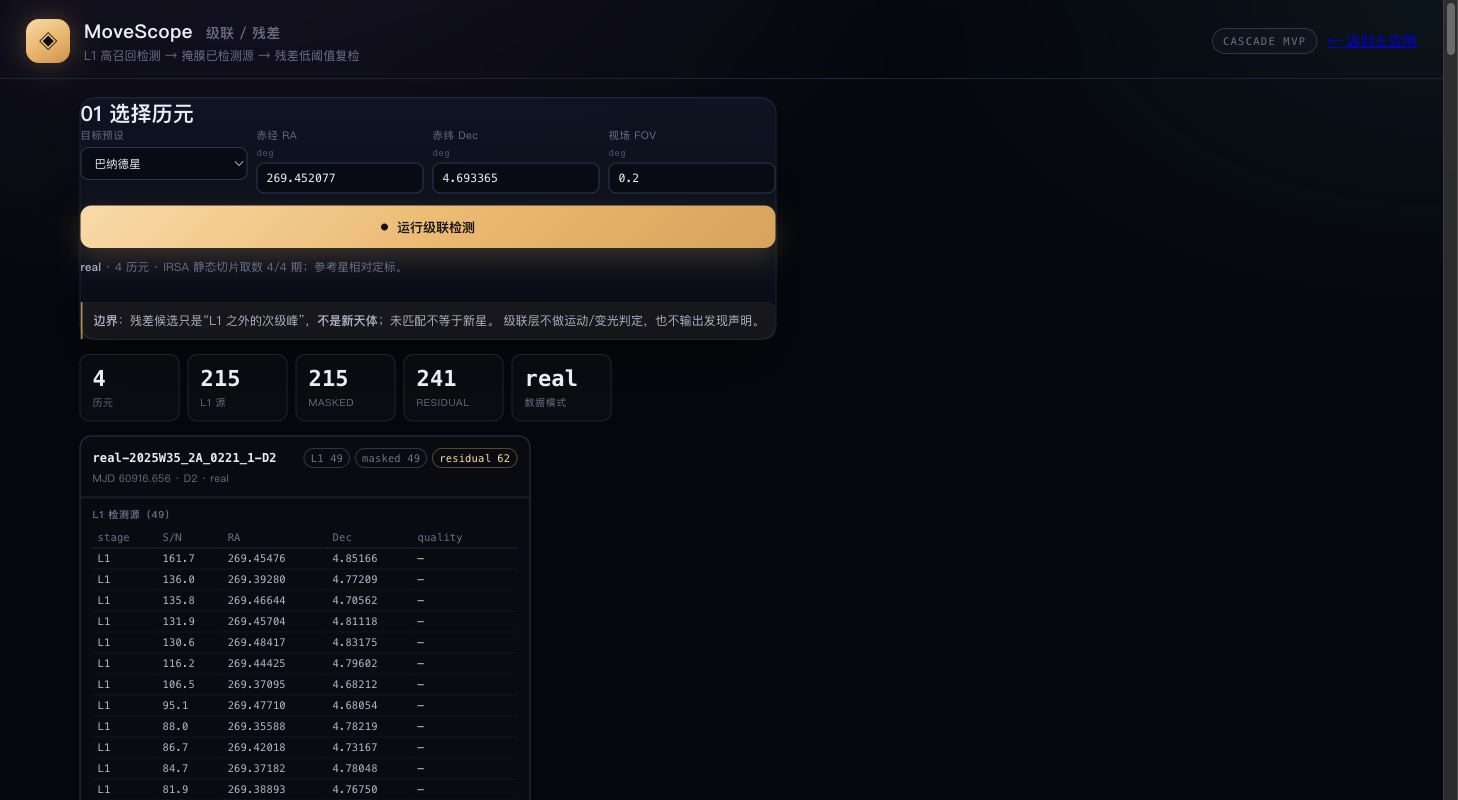 MoveScope 级联 / 残差
L1 高召回检测 → 掩膜已检测源 → 残差低阈值复检
CASCADE MVP
← 返回主应用
01 选择历元
目标预设 赤经 RA 赤纬 Dec 视场 FOV
deg deg deg
巴纳德星 269.452077 4.693365 0.2
● 运行级联检测
real · 4 历元 · IRSA 静态切片取数 4/4 期；参考星相对定标。
边界：残差候选只是“L1 之外的次级峰”，不是新天体；未匹配不等于新星。 级联层不做运动/变光判定，也不输出发现声明。
4 215 215 241 real
历元 L1 源 MASKED RESIDUAL 数据模式
real-2025W35_2A_0221_1-D2 L1 49 masked 49 residual 62
MJD 60916.656 · D2 · real
L1 检测源 (49)
stage S/N RA Dec quality
L1 161.7 269.45476 4.85166 —
L1 136.0 269.39280 4.77209 —
L1 135.8 269.46644 4.70562 —
L1 131.9 269.45704 4.81118 —
L1 130.6 269.48417 4.83175 —
L1 116.2 269.44425 4.79602 —
L1 106.5 269.37095 4.68212 —
L1 95.1 269.47710 4.68054 —
L1 88.0 269.35588 4.78219 —
L1 86.7 269.42018 4.73167 —
L1 84.7 269.37182 4.78048 —
L1 81.9 269.38893 4.76750 —